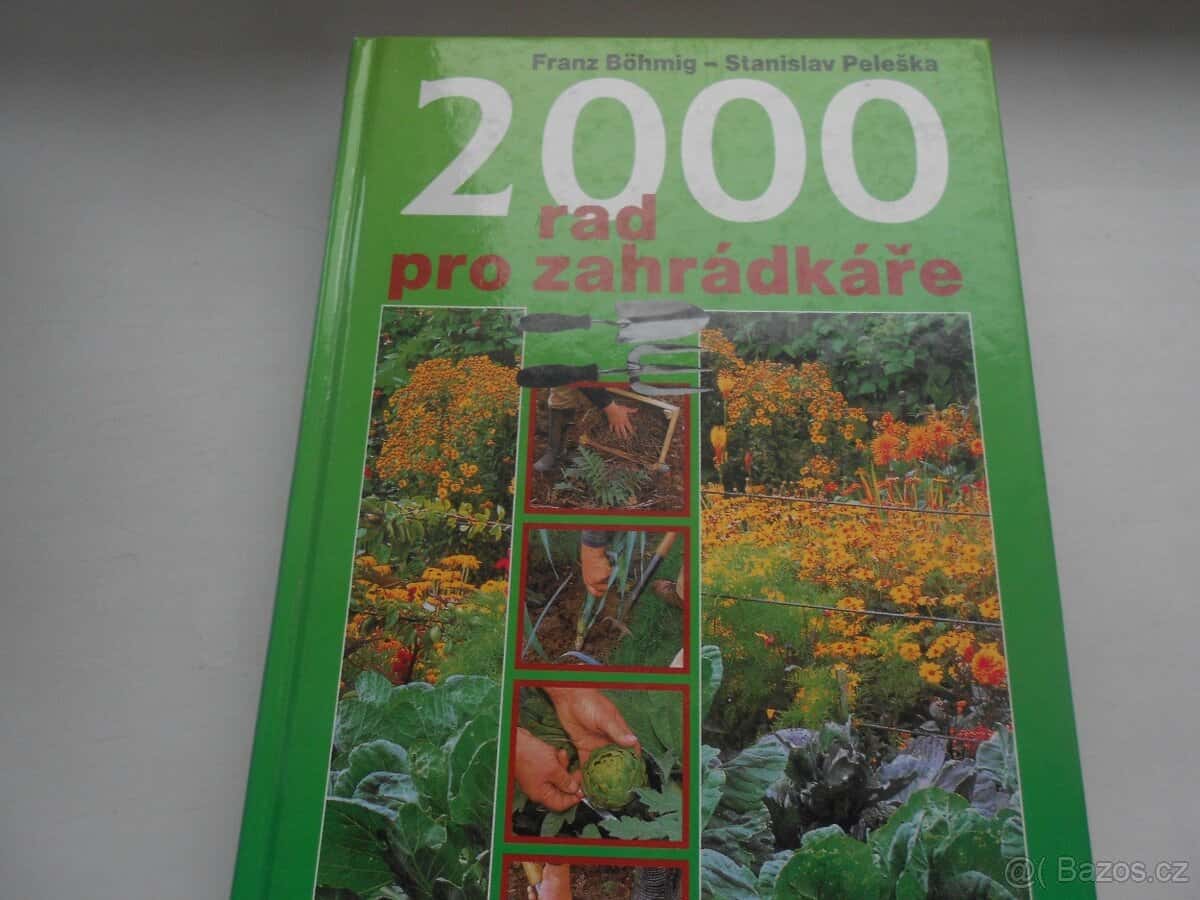 Franz Böhmig – Stanislav Peleška
2000
rad
pro zahrádkáře
@( Bazos.cz